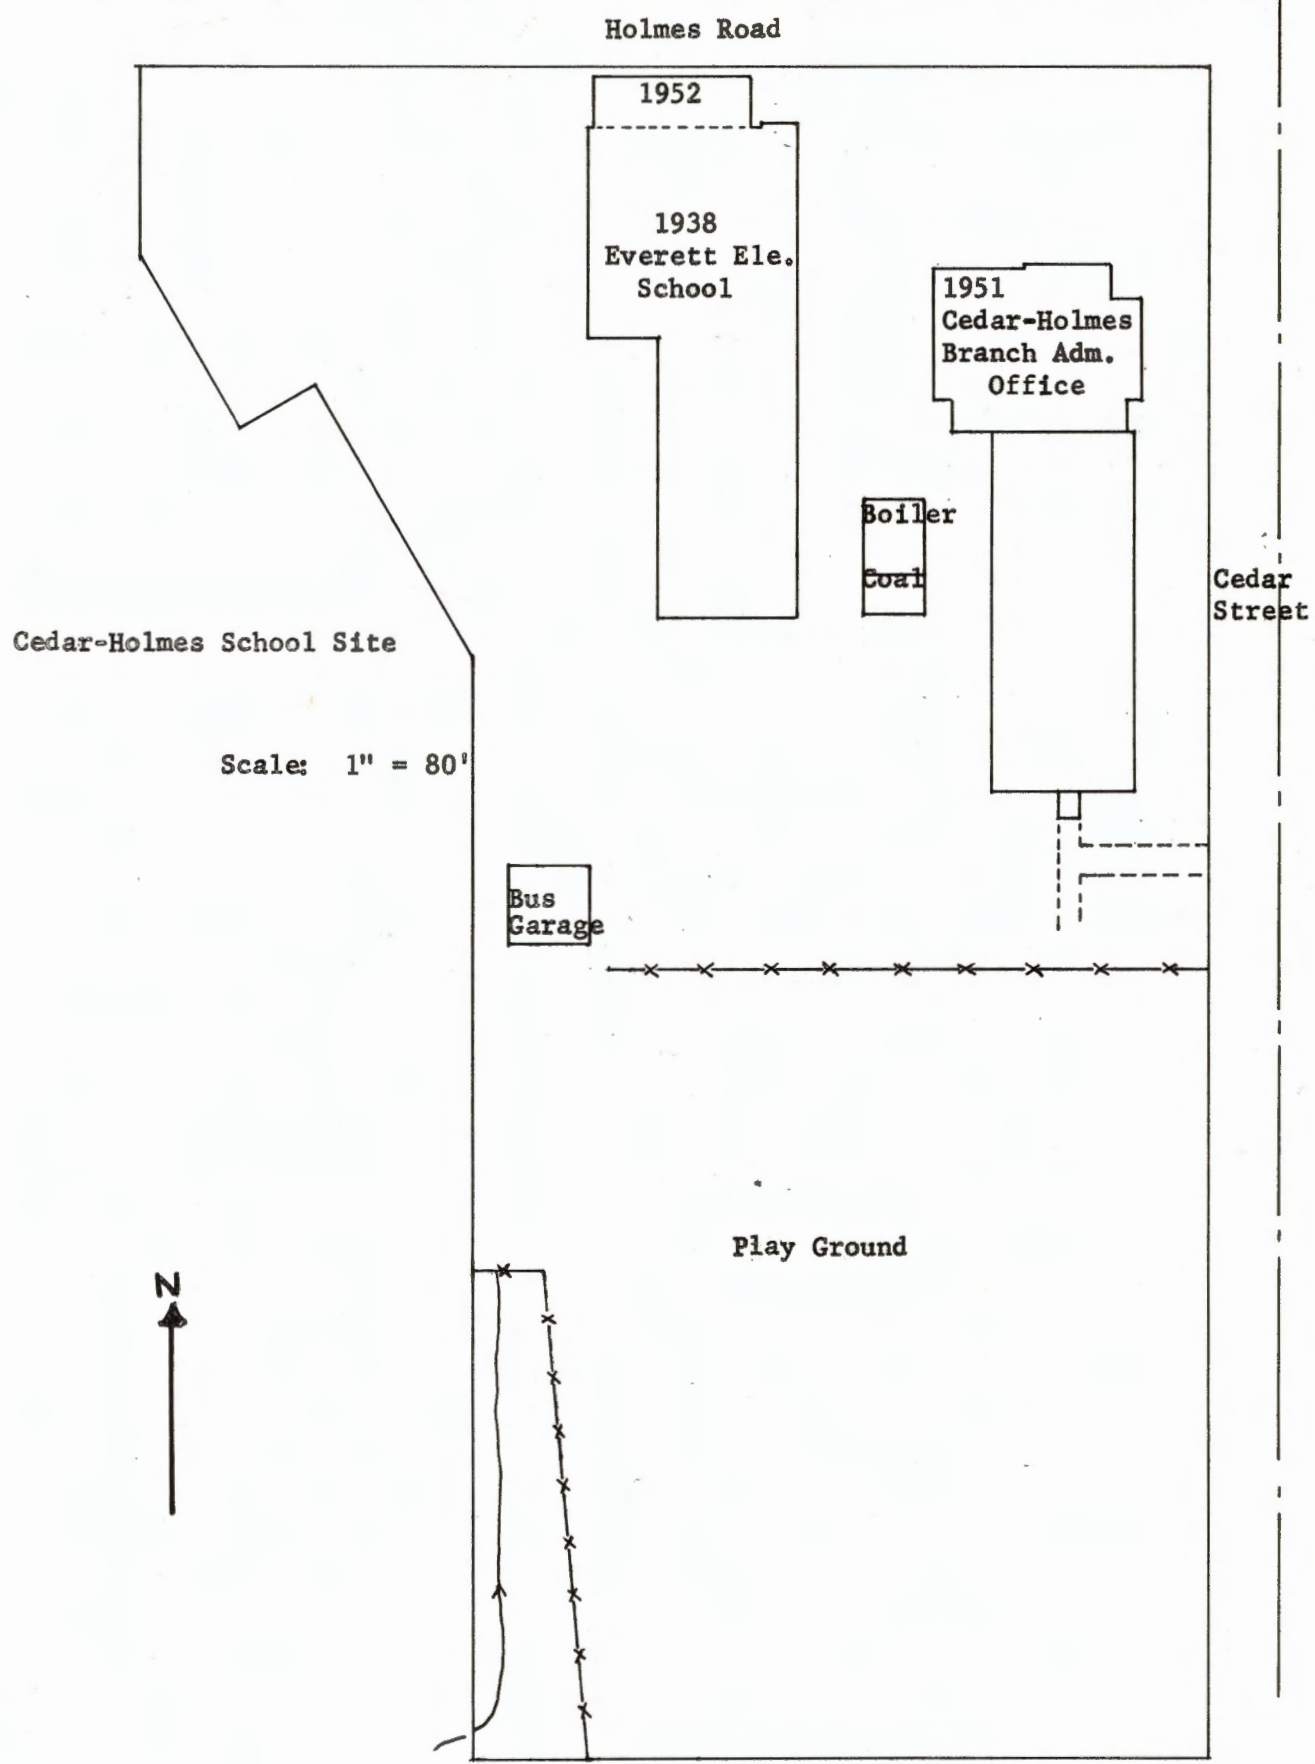 Holmes Road
1952
1938
Everett Ele.
School
1951
Cedar-Holmes
Branch Adm.
Office
Boiler
Coal
Cedar
Street
Cedar-Holmes School Site
Scale: 1" = 80'
Bus
Garage
Play Ground
N